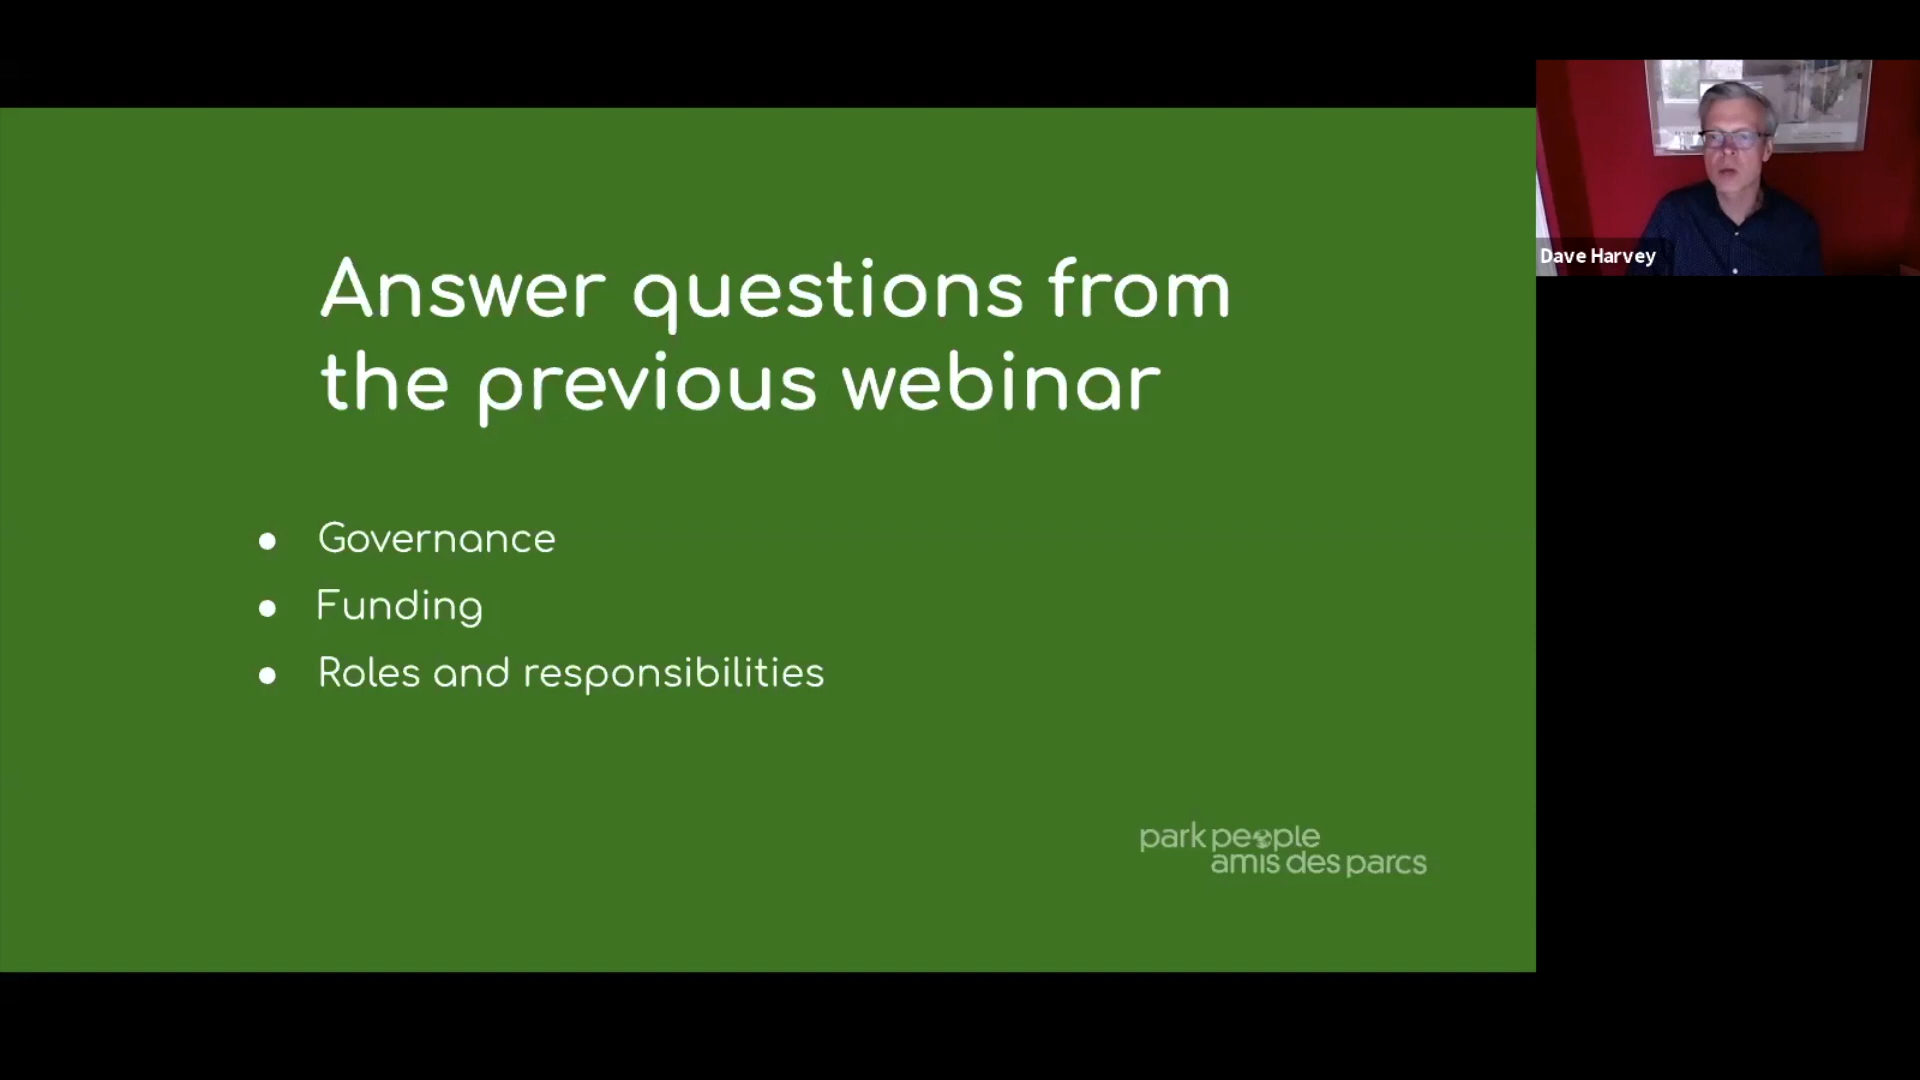 Answer questions from
the previous webinar
● Governance
● Funding
● Roles and responsibilities
park people
amis des parcs
Dave Harvey